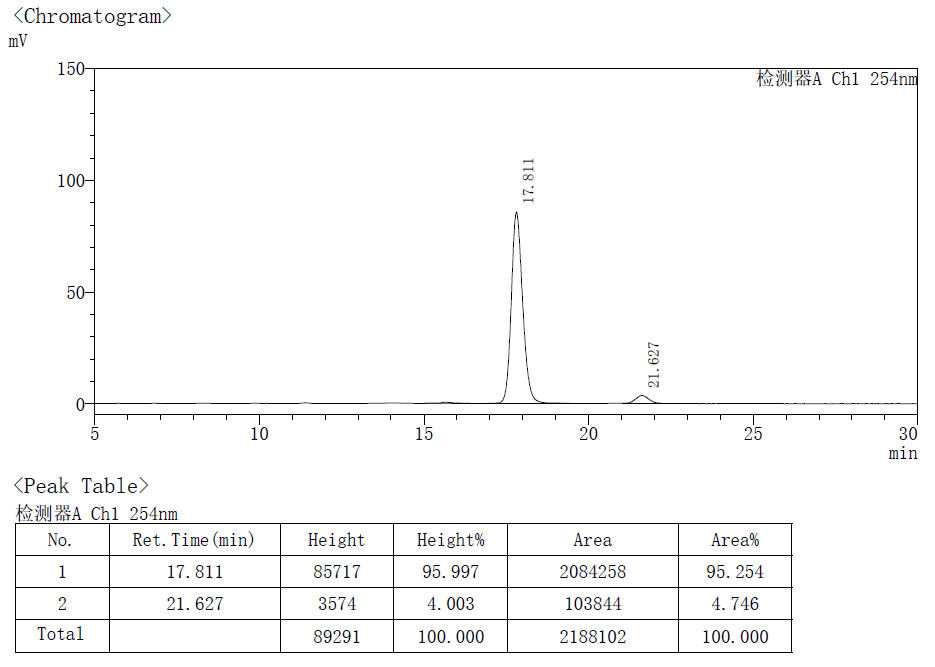 <Chromatogram>
mV
150
检测器A Ch1 254nm
17.811
100
50
21.627
0
5 10 15 20 25 30
min
<Peak Table>
检测器A Ch1 254nm
No. Ret.Time(min) Height Height% Area Area%
1 17.811 85717 95.997 2084258 95.254
2 21.627 3574 4.003 103844 4.746
Total 89291 100.000 2188102 100.000